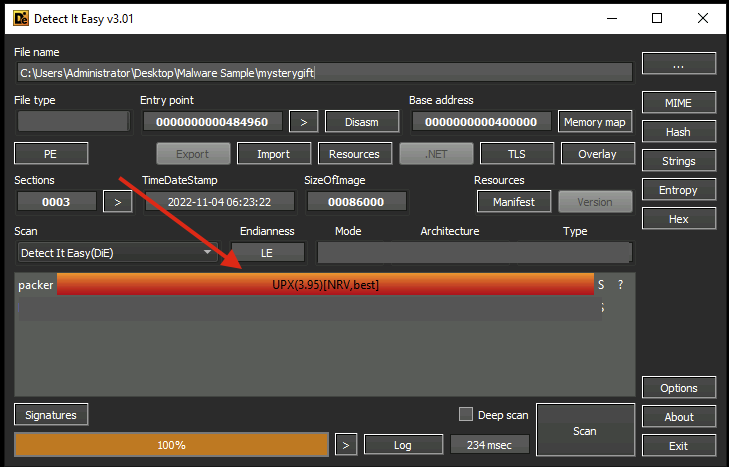 Detect It Easy v3.01
File name
C:\Users\Administrator\Desktop\Malware Sample\mysterygift
...
File type Entry point Base address
0000000000484960 > Disasm 0000000000400000 Memory map MIME
PE Export Import Resources .NET TLS Overlay Hash
Strings
Sections TimeDateStamp SizeOfImage Resources
0003 > 2022-11-04 06:23:22 00086000 Manifest Version Entropy
Hex
Scan Endianness Mode Architecture Type
Detect It Easy(DiE) LE
packer UPX(3.95)[NRV,best] S ?
Options
Signatures Deep scan Scan About
100% > Log 234 msec Exit